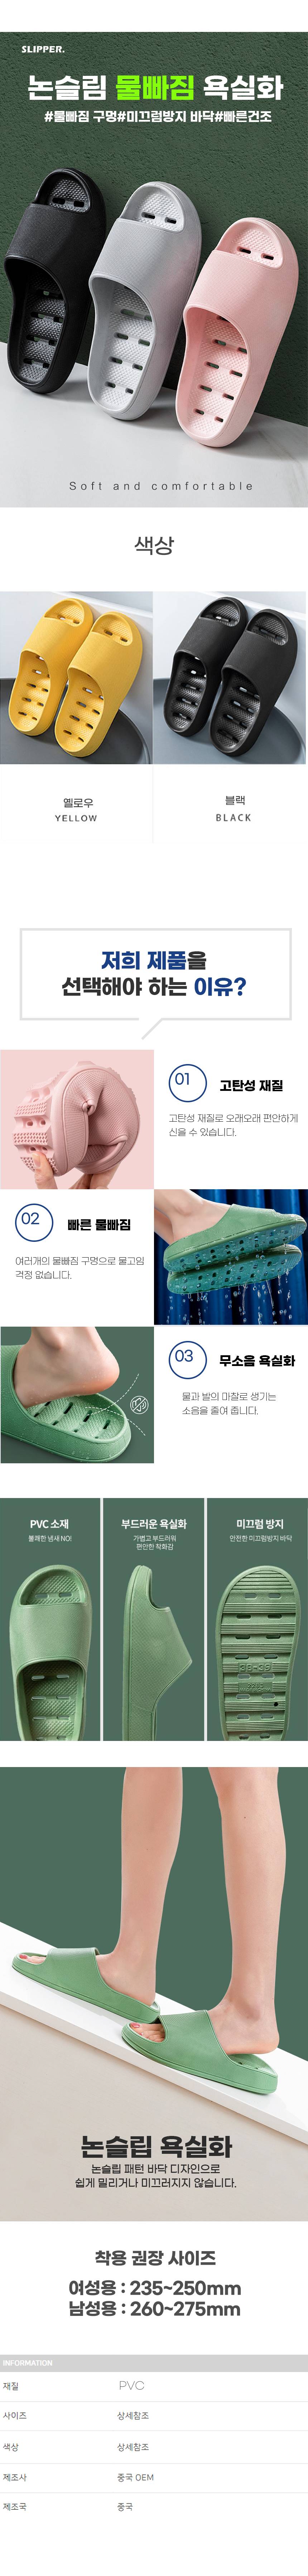 SLIPPER.
논슬림 물빠짐 욕실화
#물빠짐 구멍#미끄럼방지 바닥#빠른건조
Soft and comfortable
색상
옐로우
YELLOW
블랙
BLACK
저희 제품을
선택해야 하는 이유?
01
고탄성 재질
고탄성 재질로 오래오래 편안하게
신을 수 있습니다.
02
빠른 물빠짐
여러개의 물빠짐 구멍으로 물고임
걱정 없습니다.
03
무소음 욕실화
물과 발의 마찰로 생기는
소음을 줄여 줍니다.
PVC 소재
불쾌한 냄새 NO!
부드러운 욕실화
가볍고 부드러워
편안한 착화감
미끄럼 방지
안전한 미끄럼방지 바닥
38-39
논슬립 욕실화
논슬립 패턴 바닥 디자인으로
쉽게 밀리거나 미끄러지지 않습니다.
착용 권장 사이즈
여성용 : 235~250mm
남성용 : 260~275mm
INFORMATION
재질 PVC
사이즈 상세참조
색상 상세참조
제조사 중국 OEM
제조국 중국